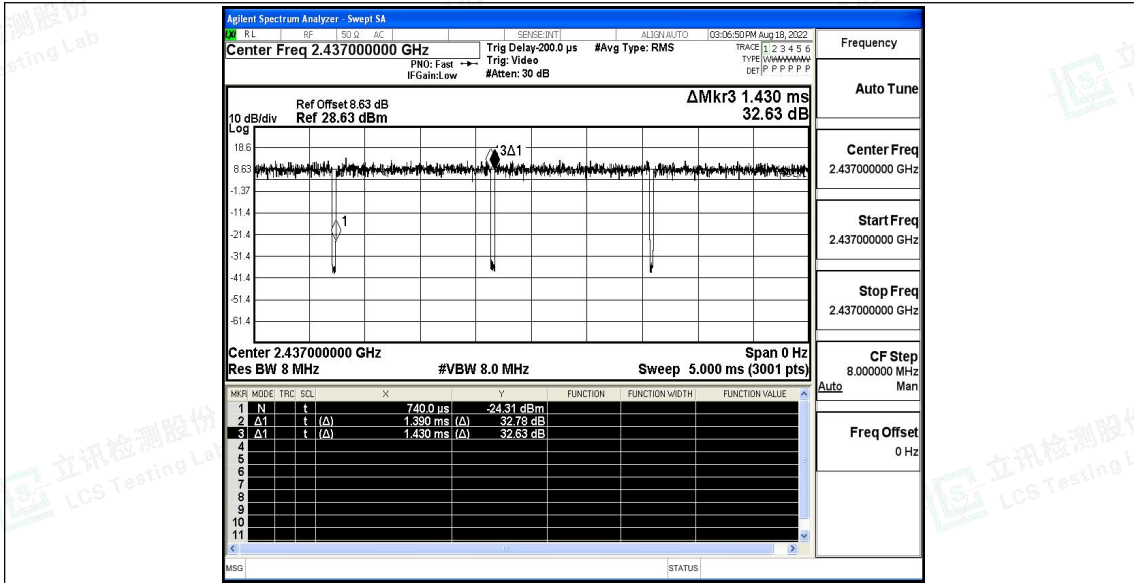 Agilent Spectrum Analyzer - Swept SA
LXI RL RF 50 Ω AC SENSE:INT ALIGN AUTO 03:06:50 PM Aug 18, 2022
Center Freq 2.437000000 GHz
PNO: Fast
IFGain:Low
Trig Delay-200.0 µs
Trig: Video
#Atten: 30 dB
#Avg Type: RMS
TRACE 1 2 3 4 5 6
TYPE
DET P P P P P P
Frequency
Auto Tune
Center Freq
2.437000000 GHz
Start Freq
2.437000000 GHz
Stop Freq
2.437000000 GHz
CF Step
8.000000 MHz
Auto Man
Freq Offset
0 Hz
ΔMkr3 1.430 ms
32.63 dB
Ref Offset 8.63 dB
10 dB/div Ref 28.63 dBm
Log
18.6
8.63
-1.37
-11.4
-21.4
-31.4
-41.4
-51.4
-61.4
3Δ1
1
Center 2.437000000 GHz Span 0 Hz
Res BW 8 MHz #VBW 8.0 MHz Sweep 5.000 ms (3001 pts)
MKR MODE TRC SCL X Y FUNCTION FUNCTION WIDTH FUNCTION VALUE
1 N t 740.0 µs -24.31 dBm
2 Δ1 t (Δ) 1.390 ms (Δ) 32.78 dB
3 Δ1 t (Δ) 1.430 ms (Δ) 32.63 dB
4
5
6
7
8
9
10
11
MSG STATUS
立讯检测股份
LCS Testing Lab
立讯检测股份
LCS Testing L
测股份
sting Lab